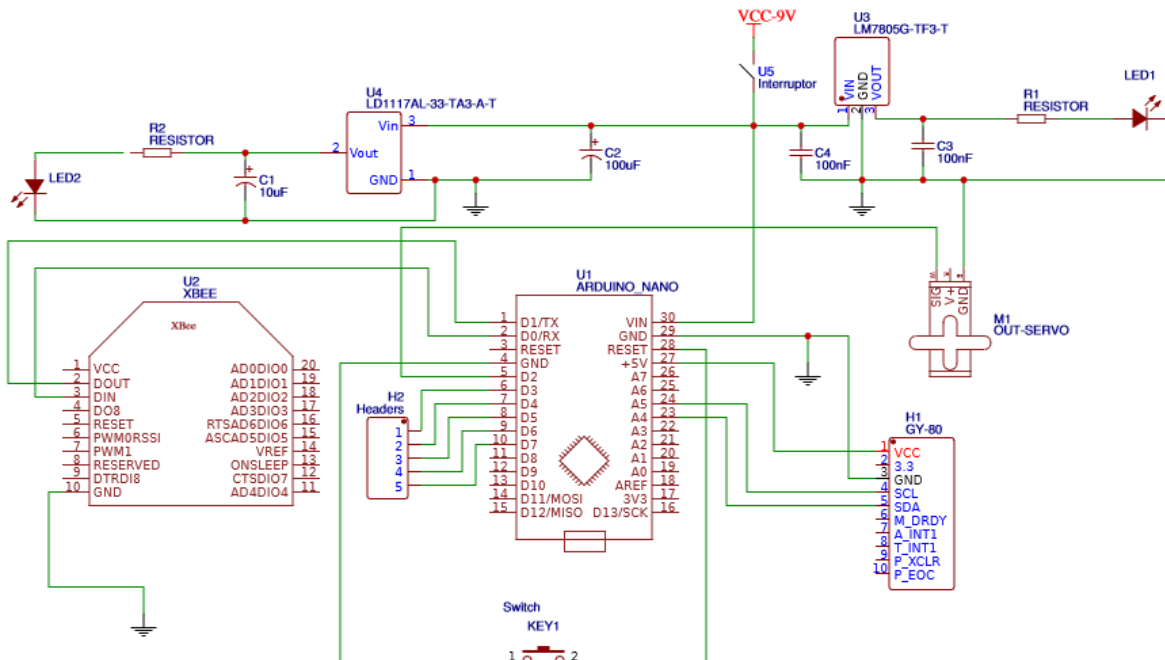 VCC-9V
U5
Interruptor
U3
LM7805G-TF3-T
VIN
GND
VOUT
1
2
3
R1
RESISTOR
LED1
C4
100nF
C3
100nF
U4
LD1117AL-33-TA3-A-T
Vin 3
2 Vout
GND 1
R2
RESISTOR
LED2
C1
10uF
C2
100uF
U2
XBEE
XBee
1 VCC
2 DOUT
3 DIN
4 DO8
5 RESET
6 PWM0RSSI
7 PWM1
8 RESERVED
9 DTRDI8
10 GND
AD0DIO0 20
AD1DIO1 19
AD2DIO2 18
AD3DIO3 17
RTSAD6DIO6 16
ASCAD5DIO5 15
VREF 14
ONSLEEP 13
CTSDIO7 12
AD4DIO4 11
H2
Headers
1
2
3
4
5
U1
ARDUINO_NANO
1 D1/TX
2 D0/RX
3 RESET
4 GND
5 D2
6 D3
7 D4
8 D5
9 D6
10 D7
11 D8
12 D9
13 D10
14 D11/MOSI
15 D12/MISO
VIN 30
GND 29
RESET 28
+5V 27
A7 26
A6 25
A5 24
A4 23
A3 22
A2 21
A1 20
A0 19
AREF 18
3V3 17
D13/SCK 16
SIG
V+
GND
M1
OUT-SERVO
H1
GY-80
1 VCC
2 3.3
3 GND
4 SCL
5 SDA
6 M_DRDY
7 A_INT1
8 T_INT1
9 P_XCLR
10 P_EOC
Switch
KEY1
1 2